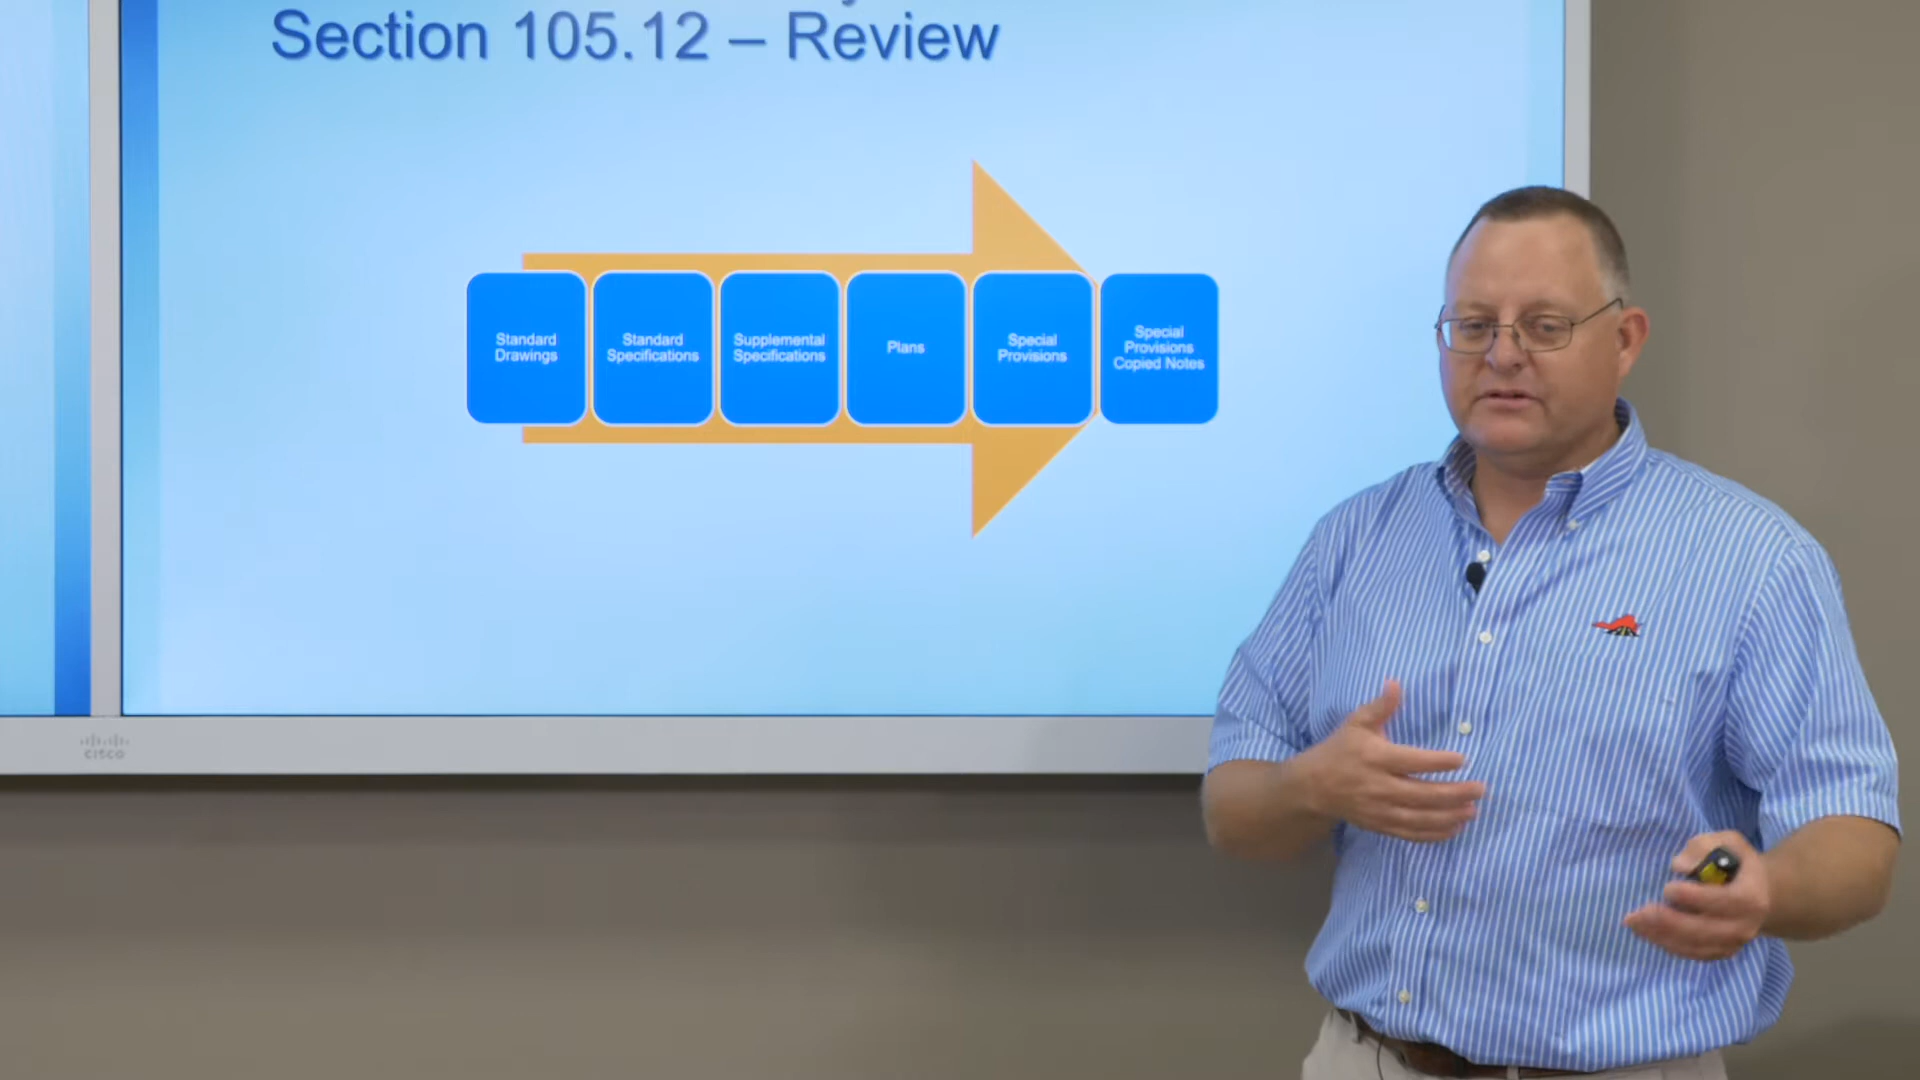 Section 105.12 – Review
Standard
Drawings
Standard
Specifications
Supplemental
Specifications
Plans
Special
Provisions
Special
Provisions
Copied Notes
cisco